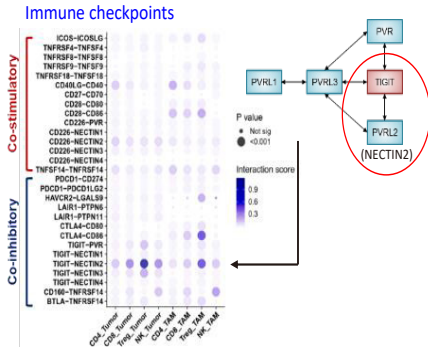 Immune checkpoints
Co-stimulatory
ICOS-ICOSLG
TNFRSF4-TNFSF4
TNFRSF8-TNFSF8
TNFRSF9-TNFSF9
TNFRSF18-TNFSF18
CD40LG-CD40
CD27-CD70
CD28-CD80
CD28-CD86
CD226-PVR
CD226-NECTIN1
CD226-NECTIN2
CD226-NECTIN3
CD226-NECTIN4
TNFSF14-TNFRSF14
Co-inhibitory
PDCD1-CD274
PDCD1-PDCD1LG2
HAVCR2-LGALS9
LAIR1-PTPN6
LAIR1-PTPN11
CTLA4-CD80
CTLA4-CD86
TIGIT-PVR
TIGIT-NECTIN1
TIGIT-NECTIN2
TIGIT-NECTIN3
TIGIT-NECTIN4
CD160-TNFRSF14
BTLA-TNFRSF14
CD4_Tumor
CD8_Tumor
Treg_Tumor
NK_Tumor
CD4_TAM
CD8_TAM
Treg_TAM
NK_TAM
P value
Not sig
<0.001
Interaction score
0.9
0.6
0.3
PVR
PVRL1
PVRL3
TIGIT
PVRL2
(NECTIN2)